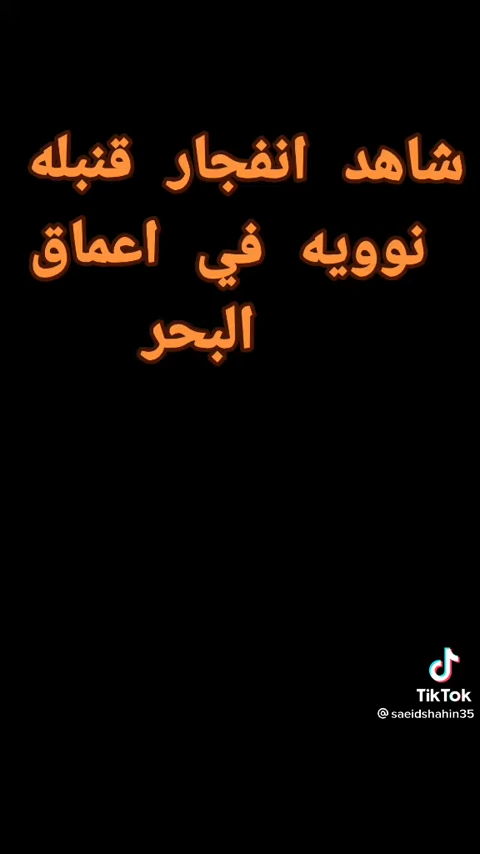 شاهد انفجار قنبله
نوويه في اعماق
البحر
TikTok
@saeidshahin35